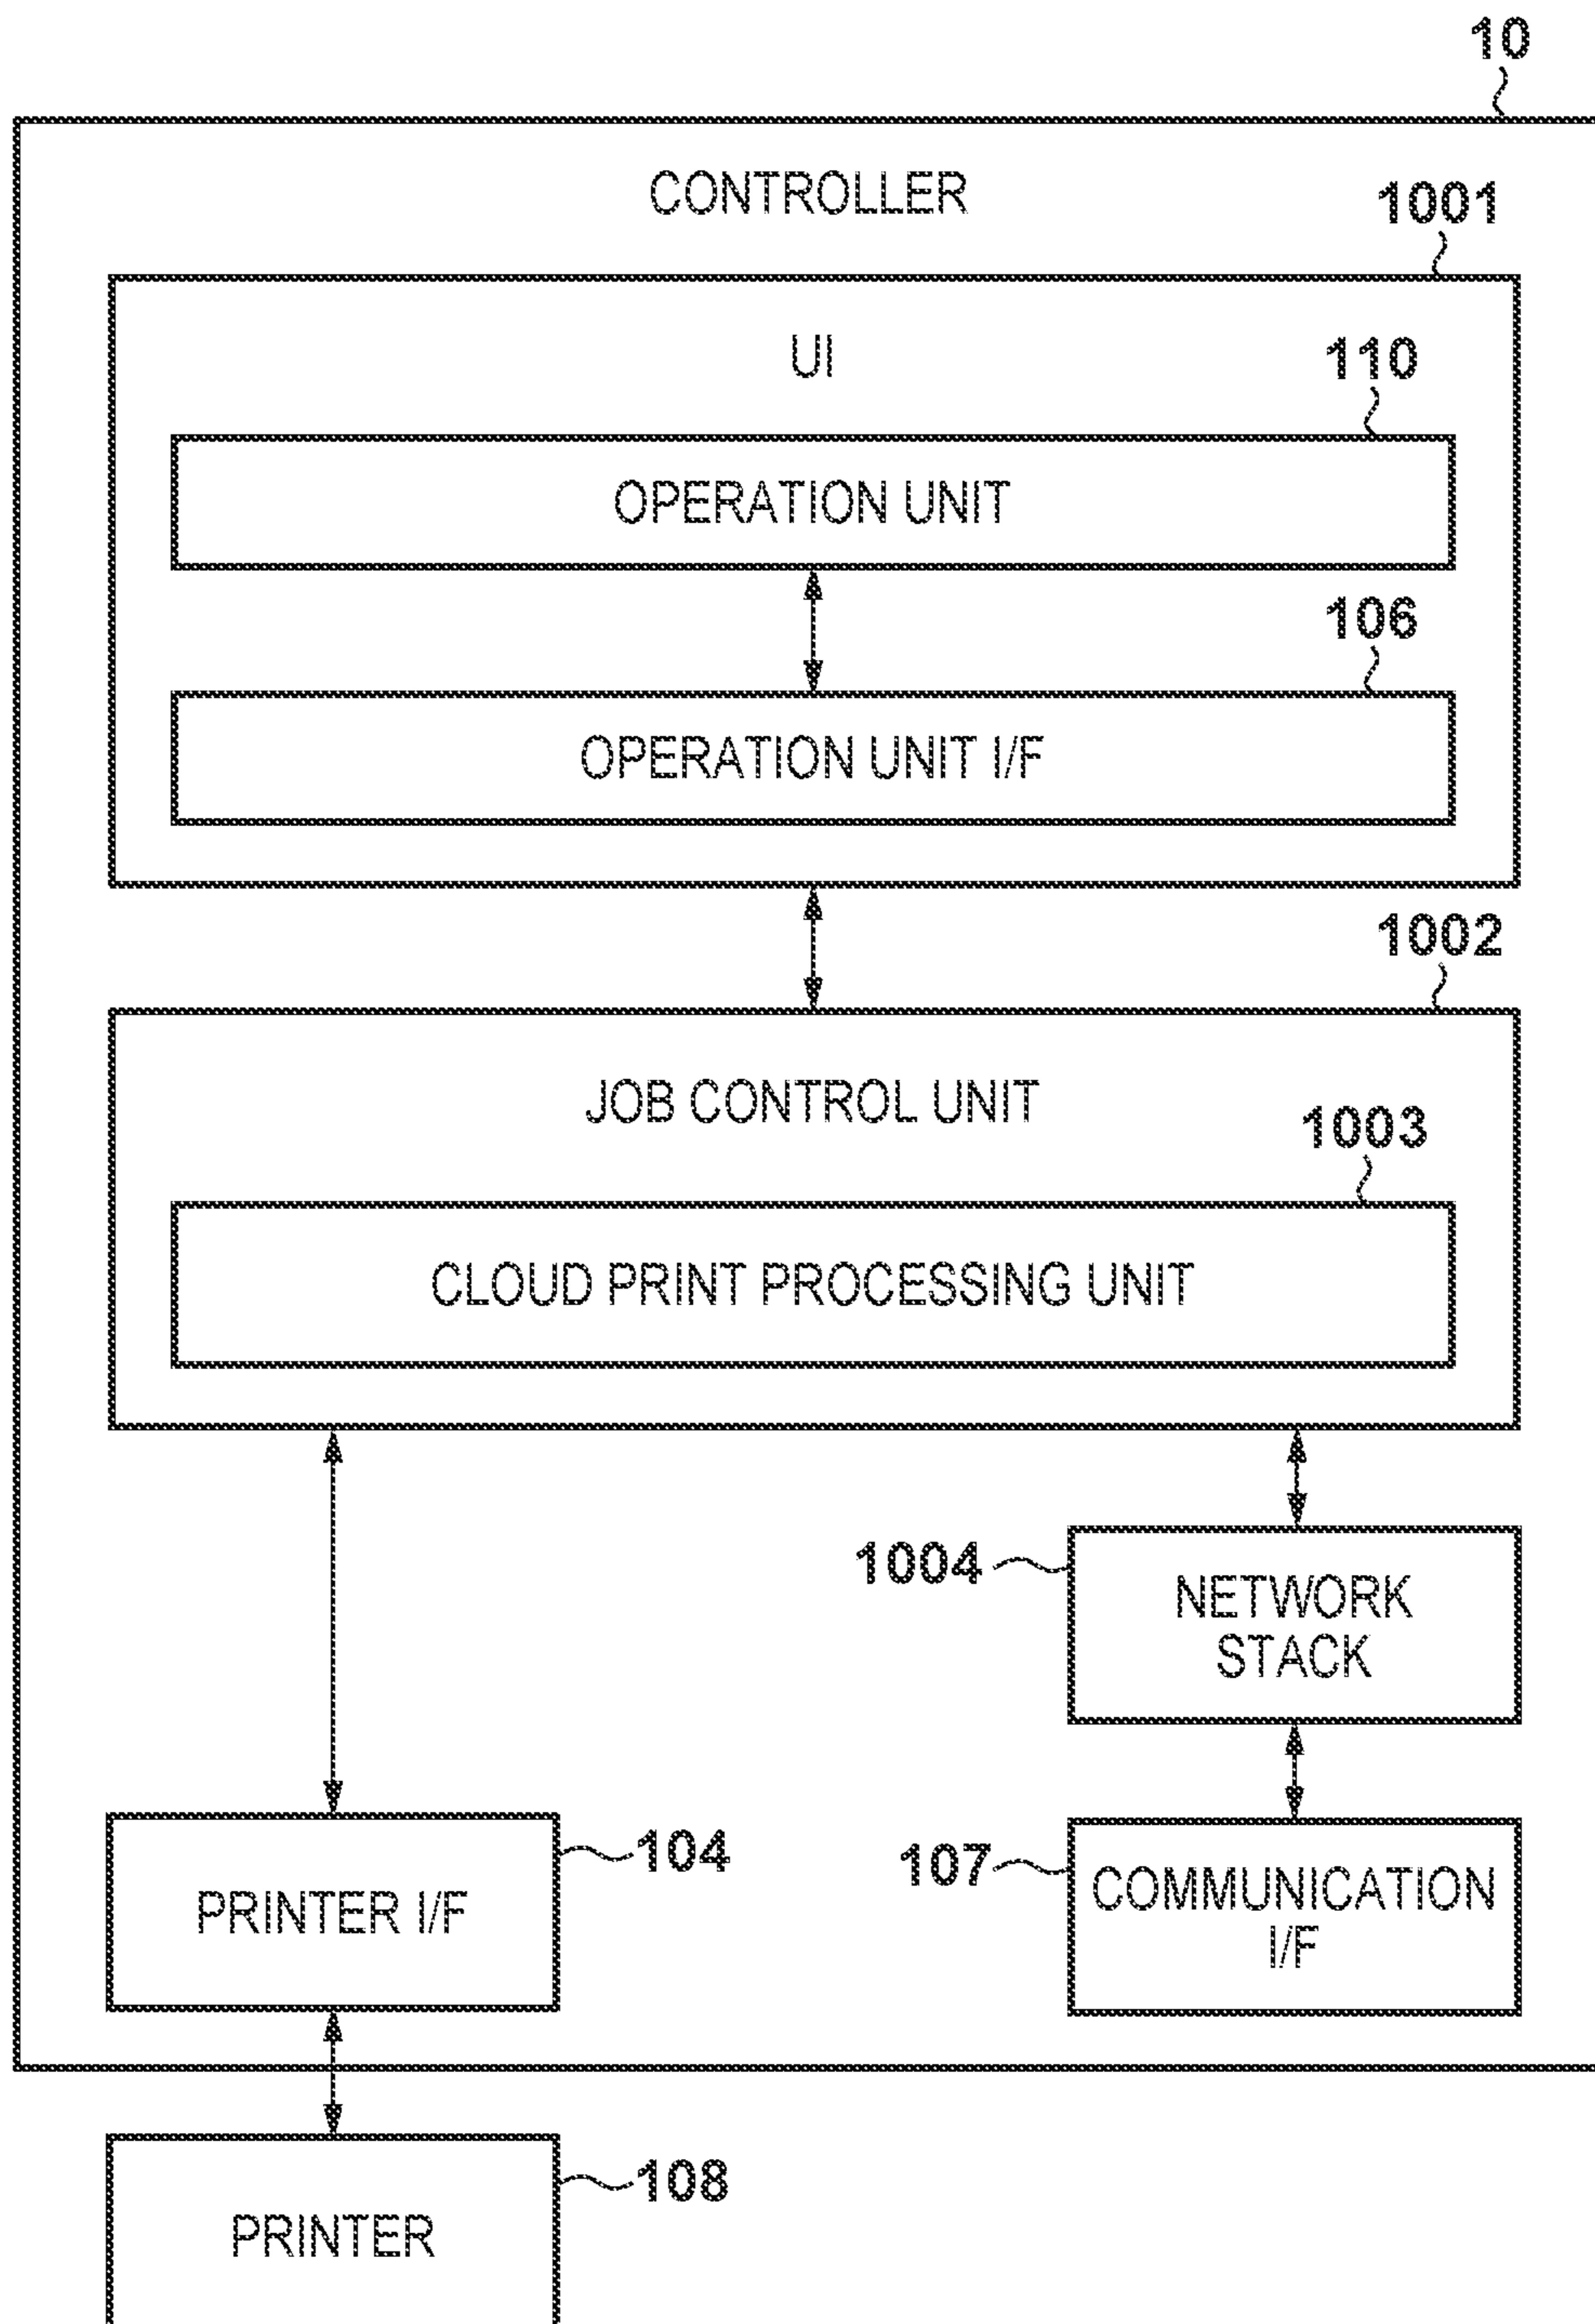 10
CONTROLLER
1001
UI
110
OPERATION UNIT
106
OPERATION UNIT I/F
1002
JOB CONTROL UNIT
1003
CLOUD PRINT PROCESSING UNIT
1004
NETWORK
STACK
104
PRINTER I/F
107
COMMUNICATION
I/F
108
PRINTER